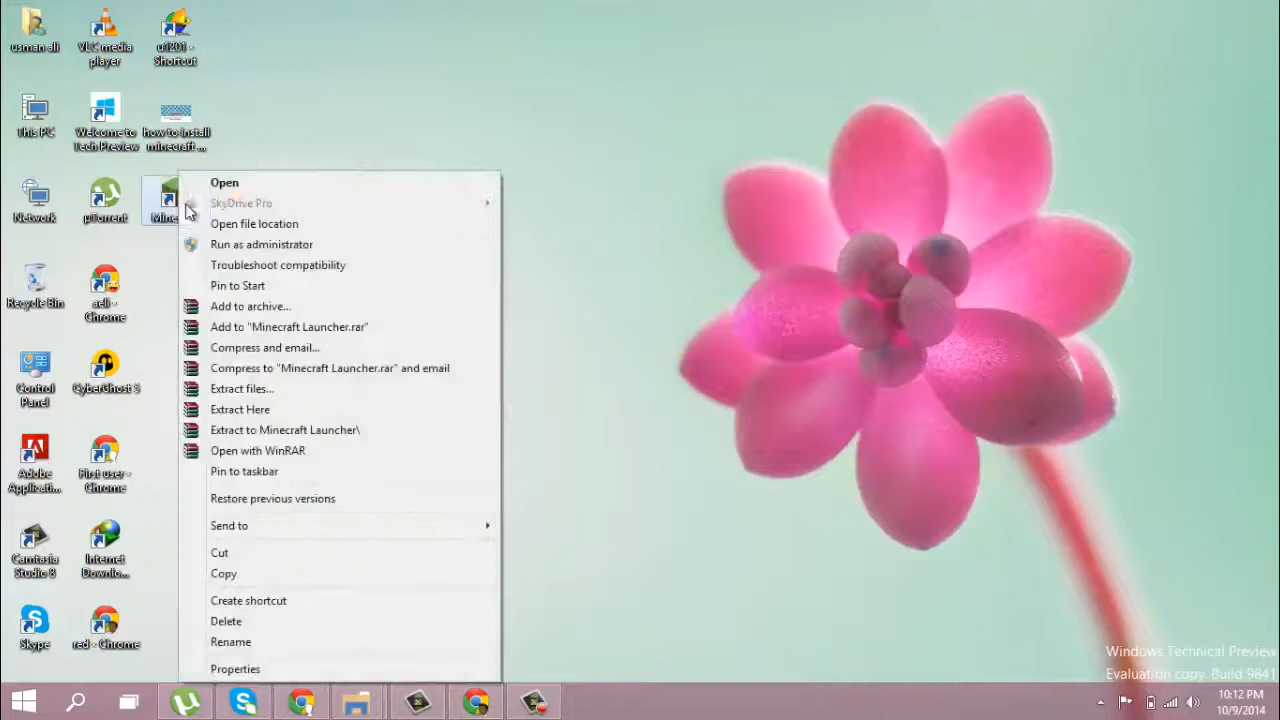 usman ali
VLC media
player
u1201 -
Shortcut
This PC
Welcome to
Tech Preview
how to install
minecraft ...
Network
µTorrent
Recycle Bin
aeli -
Chrome
Control
Panel
CyberGhost 5
Adobe
Applicati...
First user -
Chrome
Camtasia
Studio 8
Internet
Downlo...
Skype
red - Chrome
Open
SkyDrive Pro
Open file location
Run as administrator
Troubleshoot compatibility
Pin to Start
Add to archive...
Add to "Minecraft Launcher.rar"
Compress and email...
Compress to "Minecraft Launcher.rar" and email
Extract files...
Extract Here
Extract to Minecraft Launcher\
Open with WinRAR
Pin to taskbar
Restore previous versions
Send to
Cut
Copy
Create shortcut
Delete
Rename
Properties
Windows Technical Preview
Evaluation copy. Build 9841
10:12 PM
10/9/2014